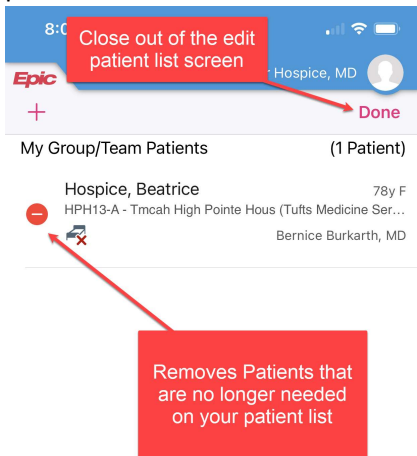 8:0
Close out of the edit
patient list screen
Epic
Hospice, MD
+
Done
My Group/Team Patients
(1 Patient)
Hospice, Beatrice
78y F
HPH13-A - Tmcah High Pointe Hous (Tufts Medicine Ser...
Bernice Burkarth, MD
Removes Patients that
are no longer needed
on your patient list